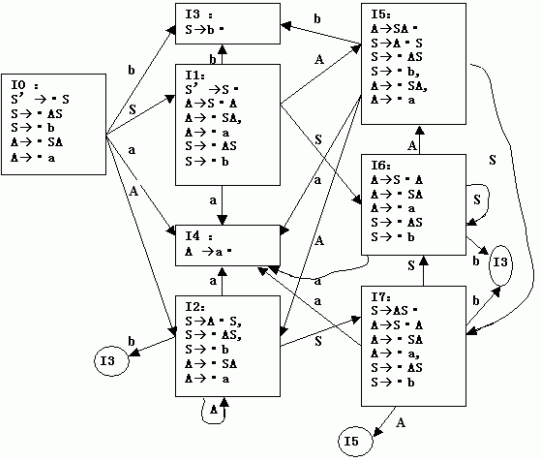 I0 :
S' →▪ S
S→▪ AS
S→▪ b
A→▪ SA
A→▪ a
I3 :
S→b ▪
I1:
S' →S▪
A→S▪ A
A→▪ SA,
A→▪ a
S→▪ AS
S→▪ b
I4 :
A →a ▪
I2:
S→A▪ S,
S→▪ AS,
S→▪ b
A→▪ SA
A→▪ a
I5:
A→SA▪
S→A▪ S
S→▪ AS
S→▪ b,
A→▪ SA,
A→▪ a
I6:
A→S▪ A
A→▪ SA
A→▪ a
S→▪ AS
S→▪ b
I7:
S→AS▪
A→S▪ A
A→▪ SA
A→▪ a,
S→▪ AS
S→▪ b
I3
I3
I5
b
S
a
A
b
b
A
S
a
a
A
a
a
a
b
S
A
A
S
S
S
b
b
A